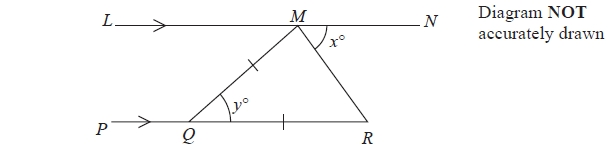 L M N
x°
y°
P Q R
Diagram NOT
accurately drawn